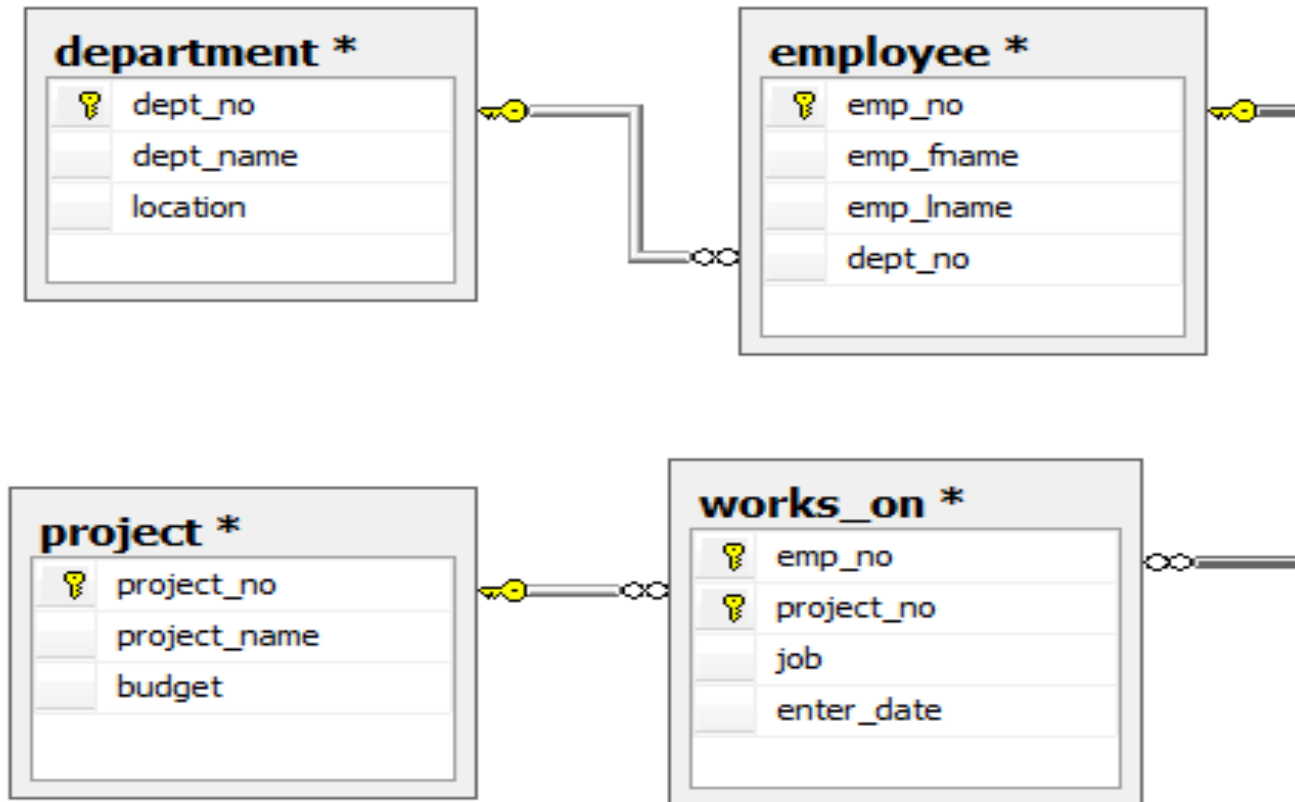 department *
dept_no
dept_name
location
employee *
emp_no
emp_fname
emp_lname
dept_no
project *
project_no
project_name
budget
works_on *
emp_no
project_no
job
enter_date